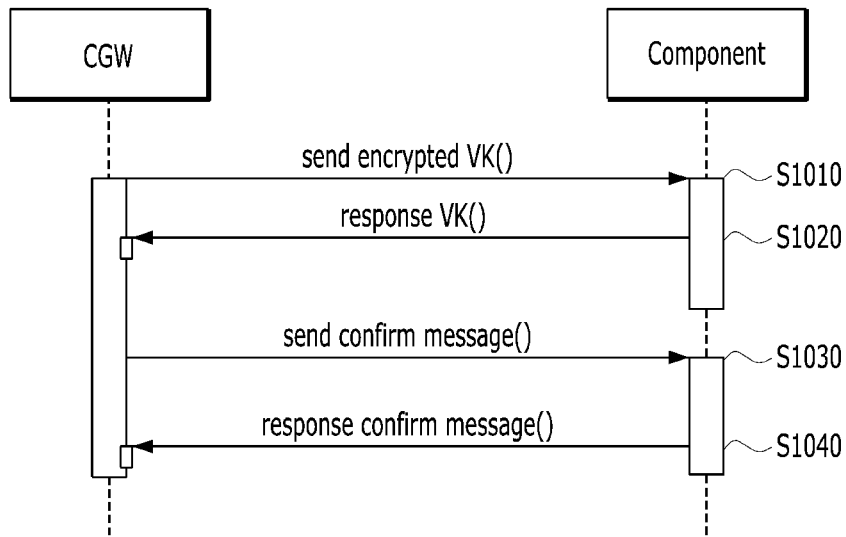 CGW
Component
send encrypted VK()
S1010
response VK()
S1020
send confirm message()
S1030
response confirm message()
S1040